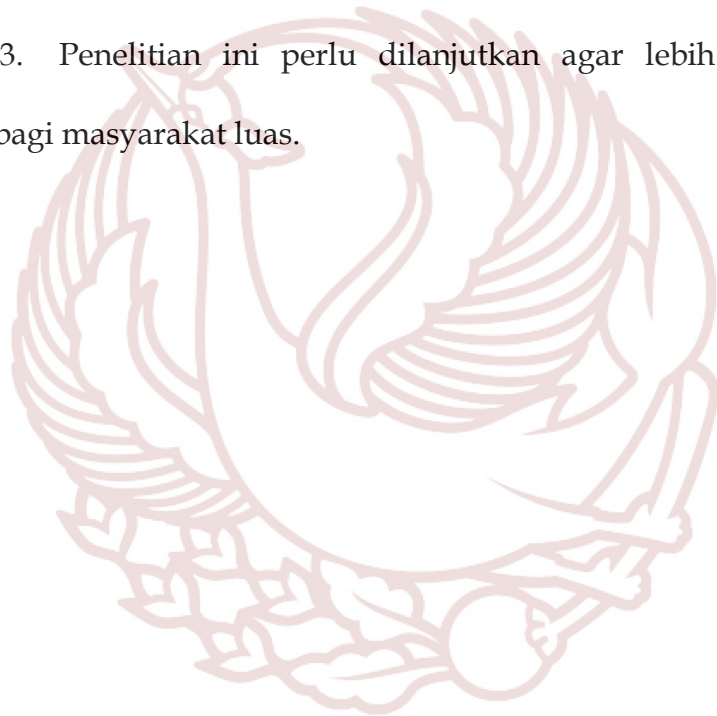 3. Penelitian ini perlu dilanjutkan agar lebih
bagi masyarakat luas.